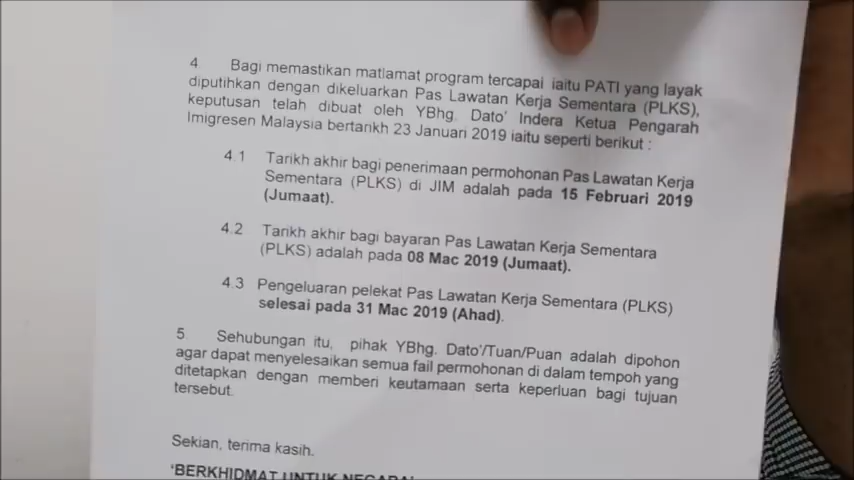 4. Bagi memastikan matlamat program tercapai iaitu PATI yang layak
diputihkan dengan dikeluarkan Pas Lawatan Kerja Sementara (PLKS),
keputusan telah dibuat oleh YBhg. Dato' Indera Ketua Pengarah
Imigresen Malaysia bertarikh 23 Januari 2019 iaitu seperti berikut :
4.1 Tarikh akhir bagi penerimaan permohonan Pas Lawatan Kerja
Sementara (PLKS) di JIM adalah pada 15 Februari 2019
(Jumaat).
4.2 Tarikh akhir bagi bayaran Pas Lawatan Kerja Sementara
(PLKS) adalah pada 08 Mac 2019 (Jumaat).
4.3 Pengeluaran pelekat Pas Lawatan Kerja Sementara (PLKS)
selesai pada 31 Mac 2019 (Ahad).
5. Sehubungan itu, pihak YBhg. Dato'/Tuan/Puan adalah dipohon
agar dapat menyelesaikan semua fail permohonan di dalam tempoh yang
ditetapkan dengan memberi keutamaan serta keperluan bagi tujuan
tersebut.
Sekian, terima kasih.
'BERKHIDMAT UNTUK NEGARA'